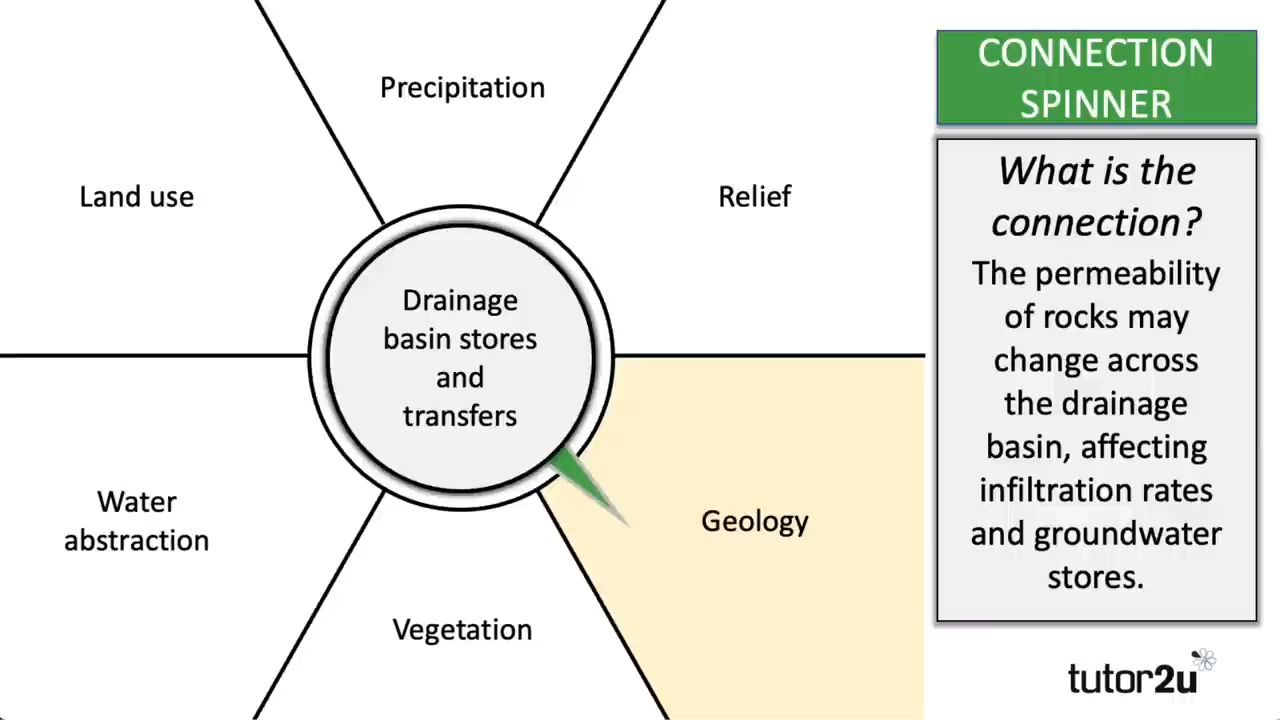 Precipitation
Land use
Relief
Drainage
basin stores
and
transfers
Water
abstraction
Geology
Vegetation
CONNECTION
SPINNER
What is the
connection?
The permeability
of rocks may
change across
the drainage
basin, affecting
infiltration rates
and groundwater
stores.
tutor2u